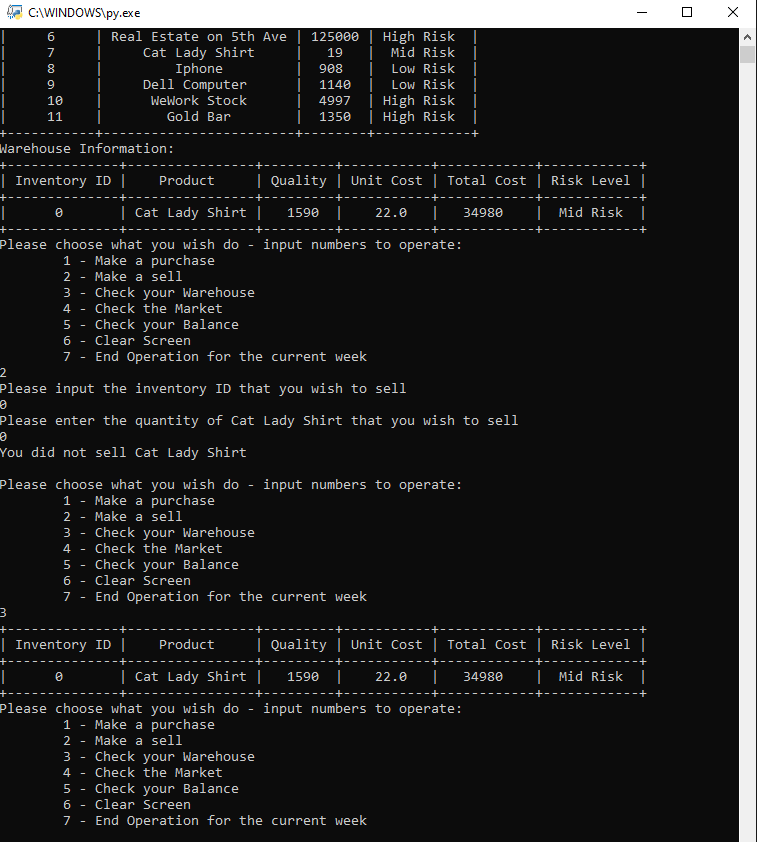 C:\WINDOWS\py.exe
| 6 | Real Estate on 5th Ave | 125000 | High Risk |
| 7 | Cat Lady Shirt | 19 | Mid Risk |
| 8 | Iphone | 908 | Low Risk |
| 9 | Dell Computer | 1140 | Low Risk |
| 10 | WeWork Stock | 4997 | High Risk |
| 11 | Gold Bar | 1350 | High Risk |
+-----------+------------------------+--------+------------+
Warehouse Information:
+--------------+----------------+---------+-----------+------------+------------+
| Inventory ID | Product | Quality | Unit Cost | Total Cost | Risk Level |
+--------------+----------------+---------+-----------+------------+------------+
| 0 | Cat Lady Shirt | 1590 | 22.0 | 34980 | Mid Risk |
+--------------+----------------+---------+-----------+------------+------------+
Please choose what you wish do - input numbers to operate:
1 - Make a purchase
2 - Make a sell
3 - Check your Warehouse
4 - Check the Market
5 - Check your Balance
6 - Clear Screen
7 - End Operation for the current week
2
Please input the inventory ID that you wish to sell
0
Please enter the quantity of Cat Lady Shirt that you wish to sell
0
You did not sell Cat Lady Shirt
Please choose what you wish do - input numbers to operate:
1 - Make a purchase
2 - Make a sell
3 - Check your Warehouse
4 - Check the Market
5 - Check your Balance
6 - Clear Screen
7 - End Operation for the current week
3
+--------------+----------------+---------+-----------+------------+------------+
| Inventory ID | Product | Quality | Unit Cost | Total Cost | Risk Level |
+--------------+----------------+---------+-----------+------------+------------+
| 0 | Cat Lady Shirt | 1590 | 22.0 | 34980 | Mid Risk |
+--------------+----------------+---------+-----------+------------+------------+
Please choose what you wish do - input numbers to operate:
1 - Make a purchase
2 - Make a sell
3 - Check your Warehouse
4 - Check the Market
5 - Check your Balance
6 - Clear Screen
7 - End Operation for the current week